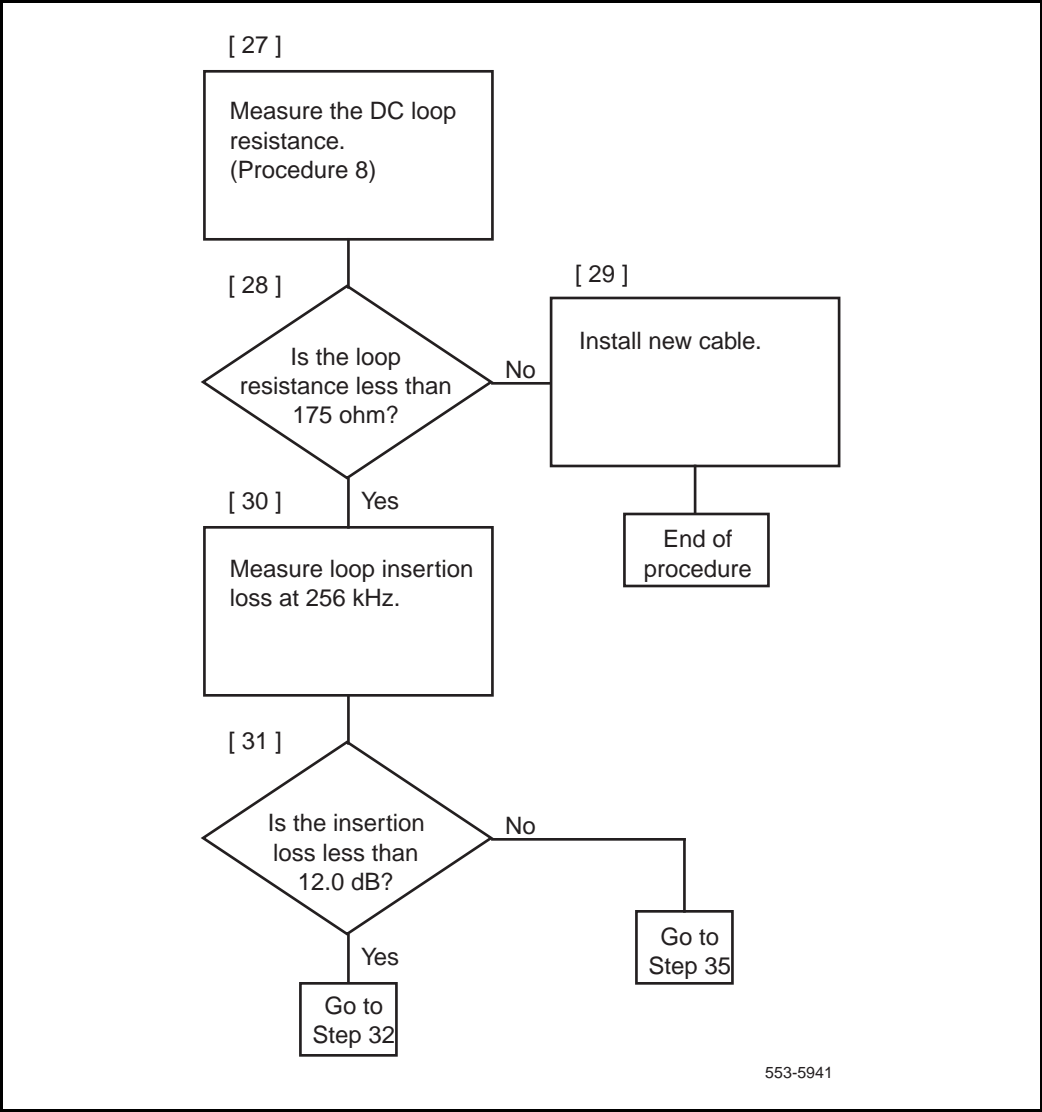 [ 27 ]
Measure the DC loop
resistance.
(Procedure 8)
[ 28 ]
Is the loop
resistance less than
175 ohm?
No
[ 29 ]
Install new cable.
End of
procedure
Yes
[ 30 ]
Measure loop insertion
loss at 256 kHz.
[ 31 ]
Is the insertion
loss less than
12.0 dB?
No
Go to
Step 35
Yes
Go to
Step 32
553-5941